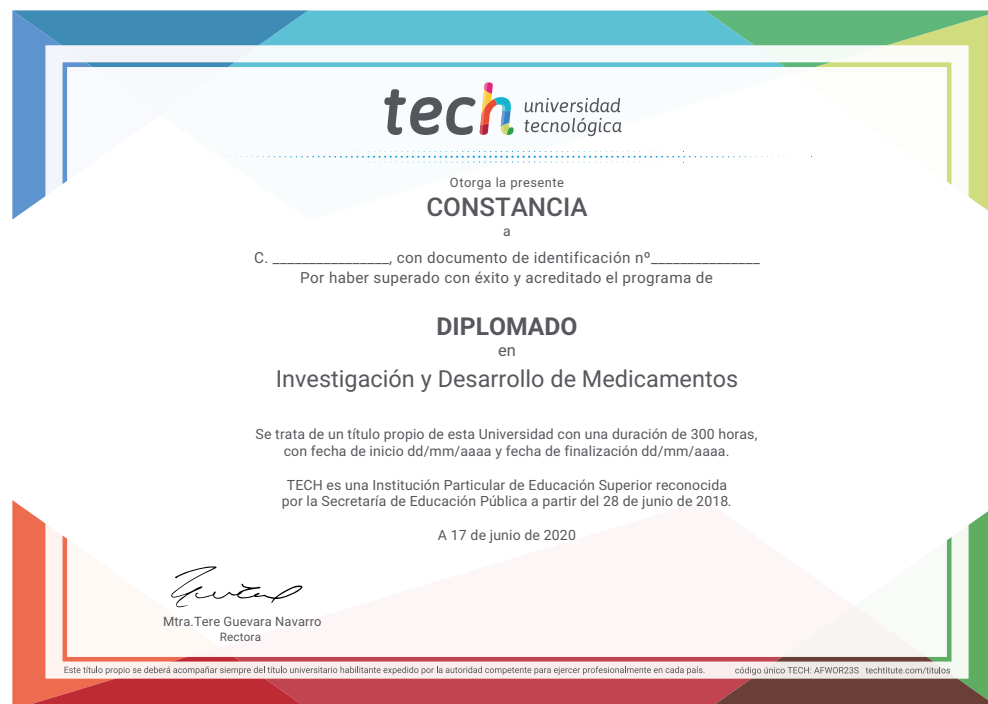 tech universidad
tecnológica
Otorga la presente
CONSTANCIA
a
C. ________________, con documento de identificación nº_______________
Por haber superado con éxito y acreditado el programa de
DIPLOMADO
en
Investigación y Desarrollo de Medicamentos
Se trata de un título propio de esta Universidad con una duración de 300 horas,
con fecha de inicio dd/mm/aaaa y fecha de finalización dd/mm/aaaa.
TECH es una Institución Particular de Educación Superior reconocida
por la Secretaría de Educación Pública a partir del 28 de junio de 2018.
A 17 de junio de 2020
Mtra.Tere Guevara Navarro
Rectora
Este título propio se deberá acompañar siempre del título universitario habilitante expedido por la autoridad competente para ejercer profesionalmente en cada país. código único TECH: AFWOR23S techtitute.com/titulos